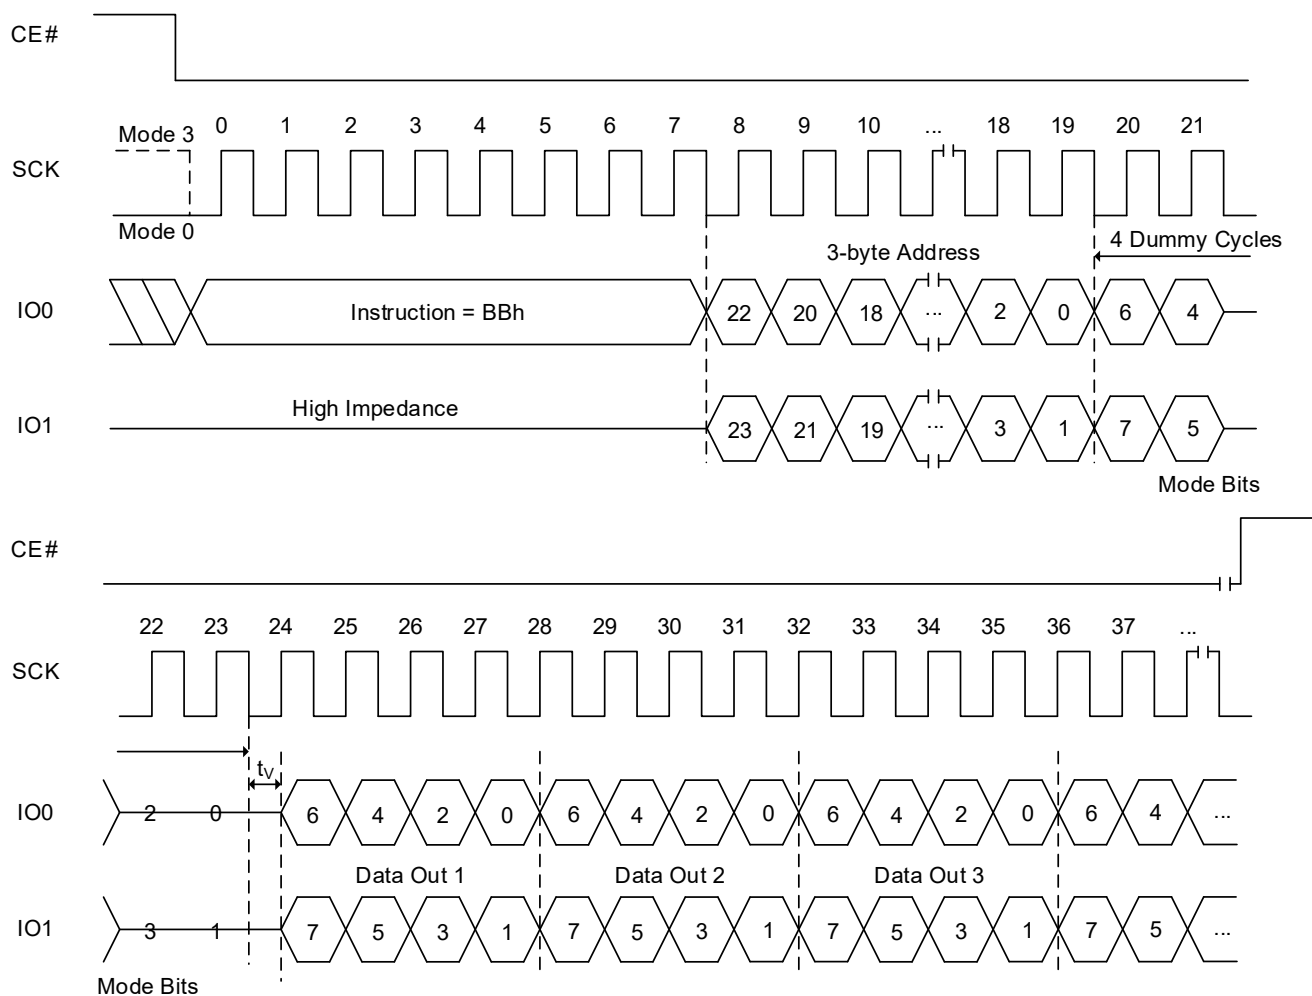 CE#
Mode 3 0 1 2 3 4 5 6 7 8 9 10 ... 18 19 20 21
SCK
Mode 0
3-byte Address 4 Dummy Cycles
IO0 Instruction = BBh 22 20 18 ... 2 0 6 4
High Impedance
IO1 23 21 19 ... 3 1 7 5
Mode Bits
CE#
22 23 24 25 26 27 28 29 30 31 32 33 34 35 36 37 ...
SCK
tV
IO0 2 0 6 4 2 0 6 4 2 0 6 4 2 0 6 4 ...
Data Out 1 Data Out 2 Data Out 3
IO1 3 1 7 5 3 1 7 5 3 1 7 5 3 1 7 5 ...
Mode Bits